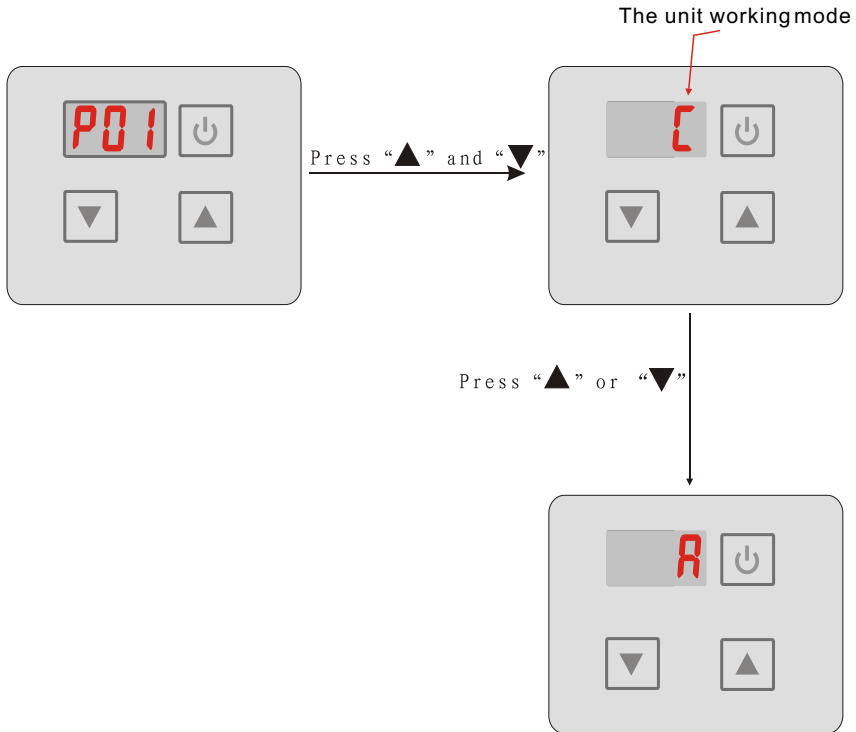 The unit working mode
P01
C
Press “▲” and “▼”
Press “▲” or “▼”
A